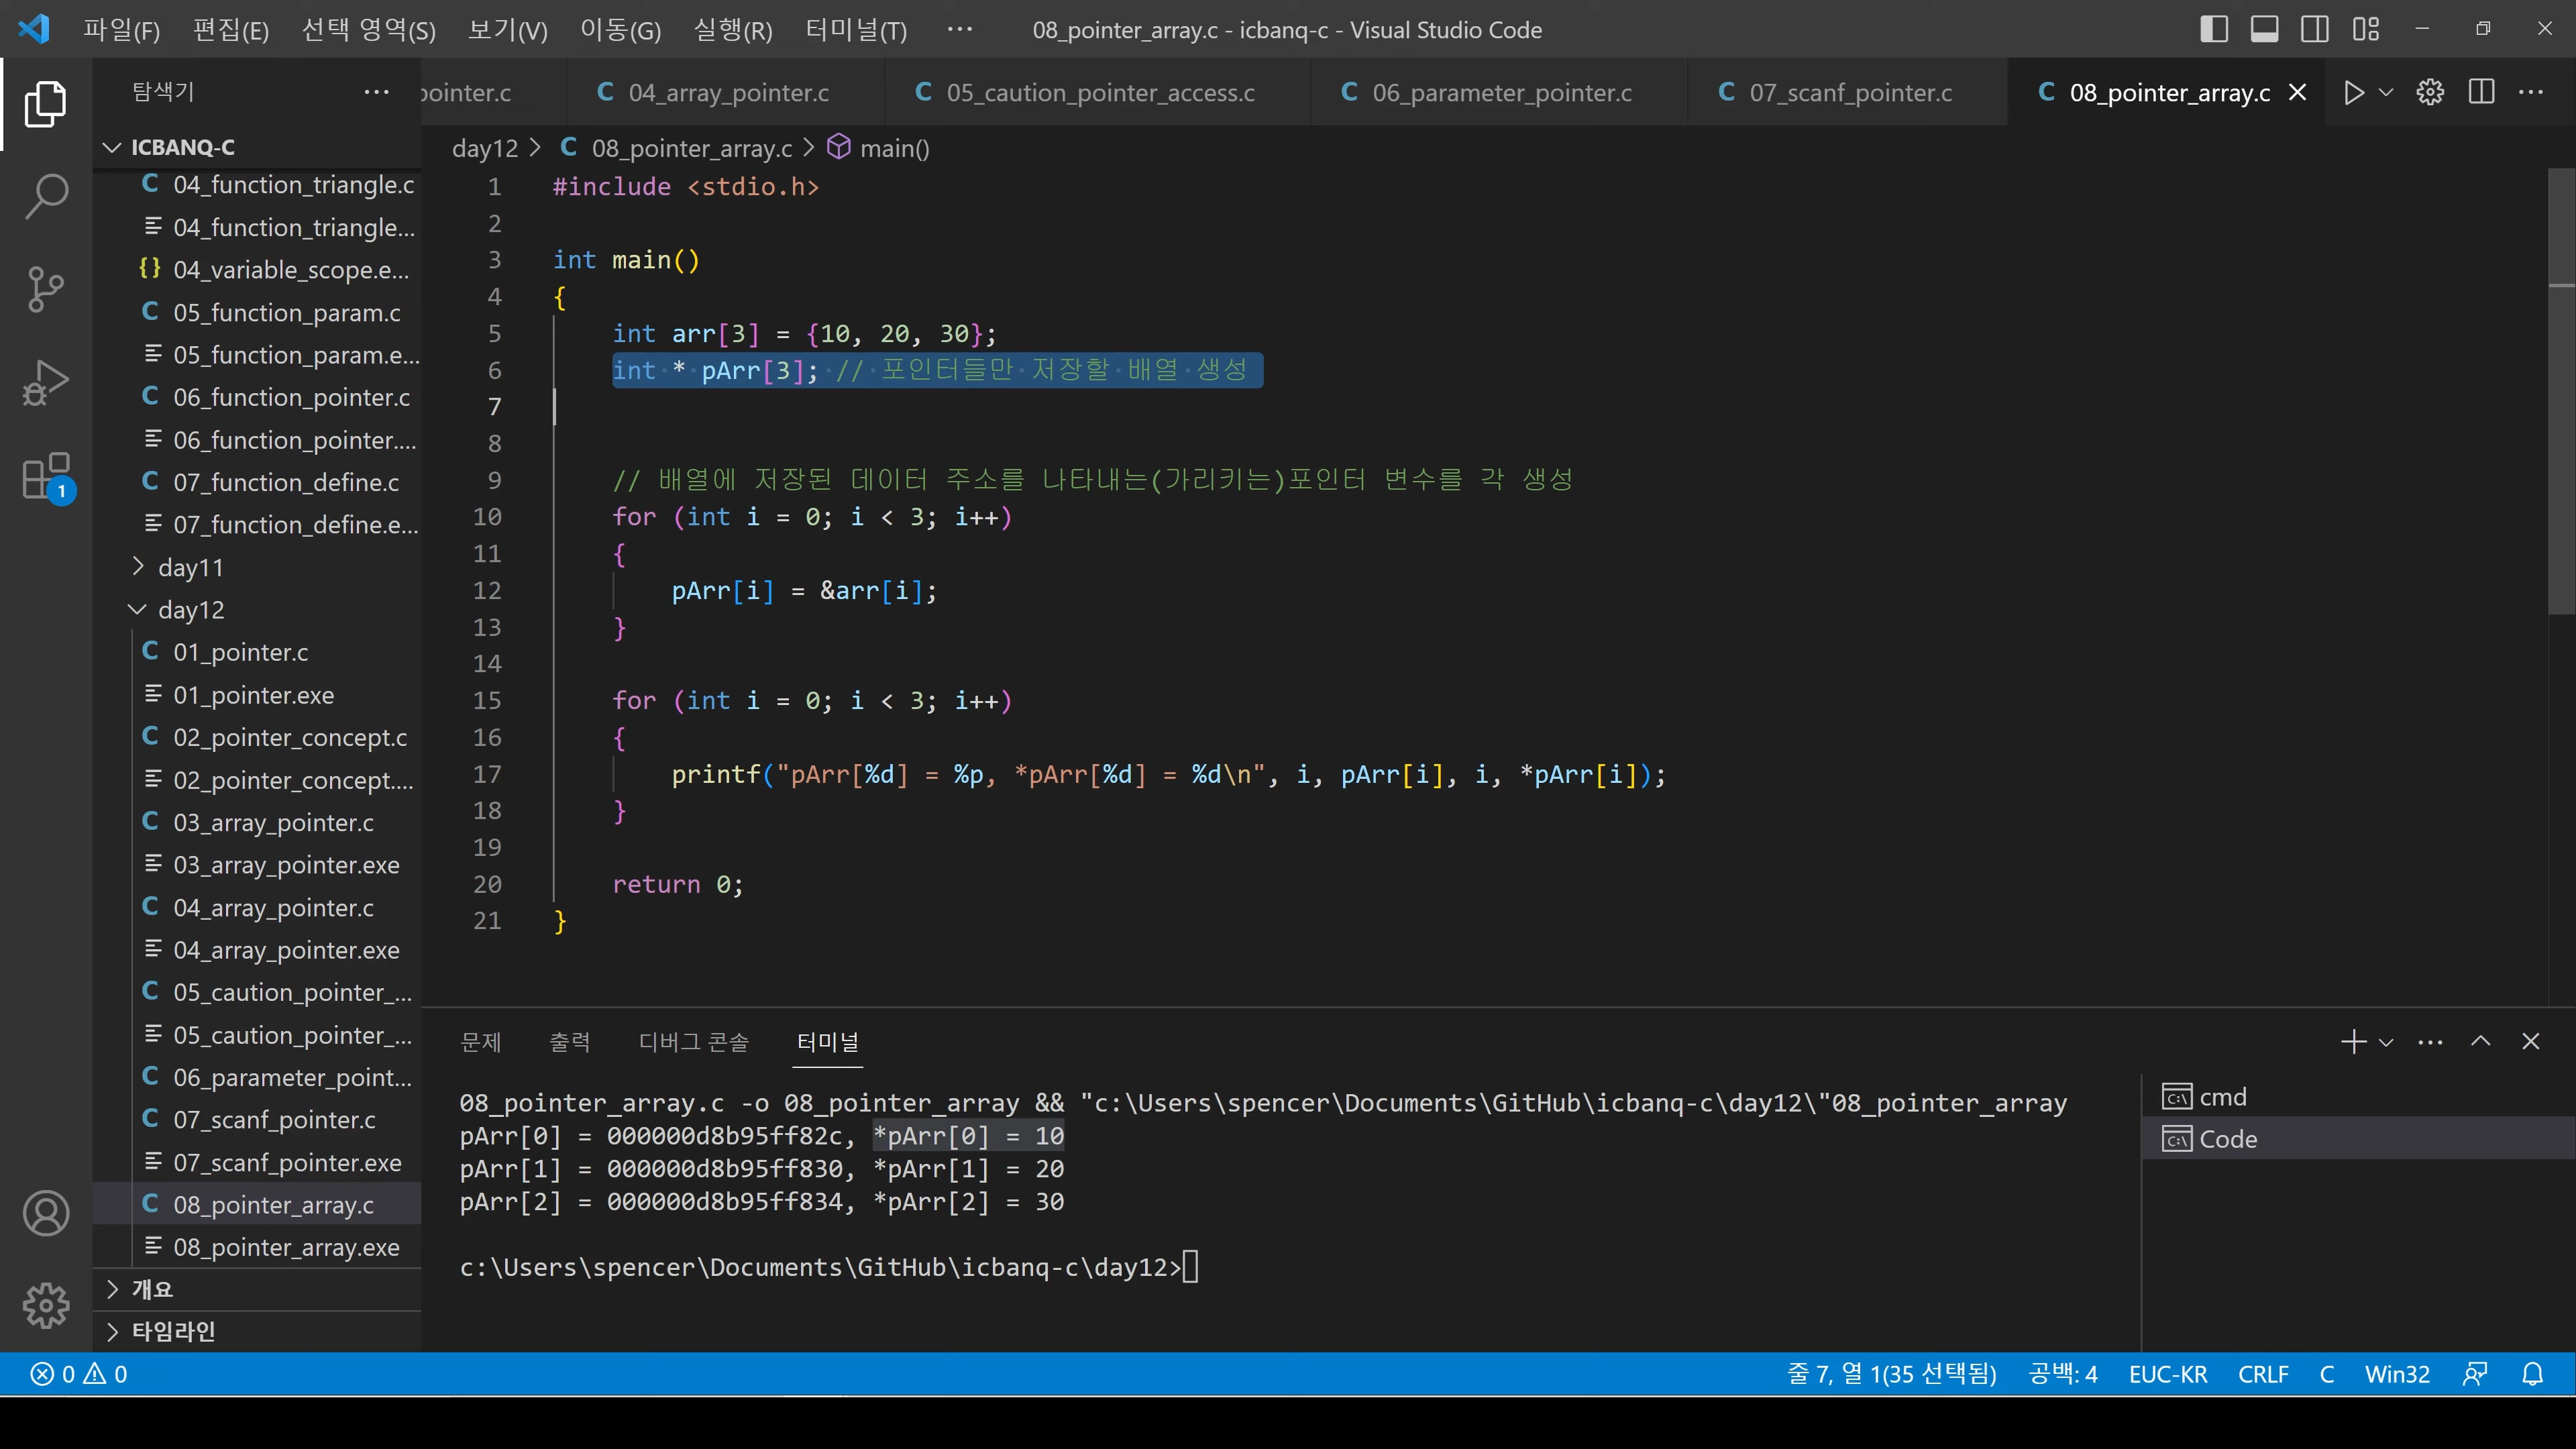 파일(F) 편집(E) 선택 영역(S) 보기(V) 이동(G) 실행(R) 터미널(T) ··· 08_pointer_array.c - icbanq-c - Visual Studio Code
탐색기 ···
pointer.c 04_array_pointer.c 05_caution_pointer_access.c 06_parameter_pointer.c 07_scanf_pointer.c 08_pointer_array.c
ICBANQ-C
04_function_triangle.c
04_function_triangle...
04_variable_scope.e...
05_function_param.c
05_function_param.e...
06_function_pointer.c
06_function_pointer....
07_function_define.c
07_function_define.e...
day11
day12
01_pointer.c
01_pointer.exe
02_pointer_concept.c
02_pointer_concept....
03_array_pointer.c
03_array_pointer.exe
04_array_pointer.c
04_array_pointer.exe
05_caution_pointer_...
05_caution_pointer_...
06_parameter_point...
07_scanf_pointer.c
07_scanf_pointer.exe
08_pointer_array.c
08_pointer_array.exe
개요
타임라인
1
day12 > C 08_pointer_array.c > main()
1 #include <stdio.h>
2
3 int main()
4 {
5 int arr[3] = {10, 20, 30};
6 int * pArr[3]; // 포인터들만 저장할 배열 생성
7
8
9 // 배열에 저장된 데이터 주소를 나타내는(가리키는)포인터 변수를 각 생성
10 for (int i = 0; i < 3; i++)
11 {
12 pArr[i] = &arr[i];
13 }
14
15 for (int i = 0; i < 3; i++)
16 {
17 printf("pArr[%d] = %p, *pArr[%d] = %d\n", i, pArr[i], i, *pArr[i]);
18 }
19
20 return 0;
21 }
문제 출력 디버그 콘솔 터미널
08_pointer_array.c -o 08_pointer_array && "c:\Users\spencer\Documents\GitHub\icbanq-c\day12\"08_pointer_array
pArr[0] = 000000d8b95ff82c, *pArr[0] = 10
pArr[1] = 000000d8b95ff830, *pArr[1] = 20
pArr[2] = 000000d8b95ff834, *pArr[2] = 30
c:\Users\spencer\Documents\GitHub\icbanq-c\day12>
cmd
Code
0 0 줄 7, 열 1(35 선택됨) 공백: 4 EUC-KR CRLF C Win32